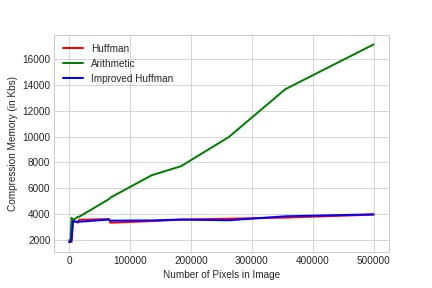 Huffman
Arithmetic
Improved Huffman
Compression Memory (in Kbs)
16000
14000
12000
10000
8000
6000
4000
2000
0 100000 200000 300000 400000 500000
Number of Pixels in Image